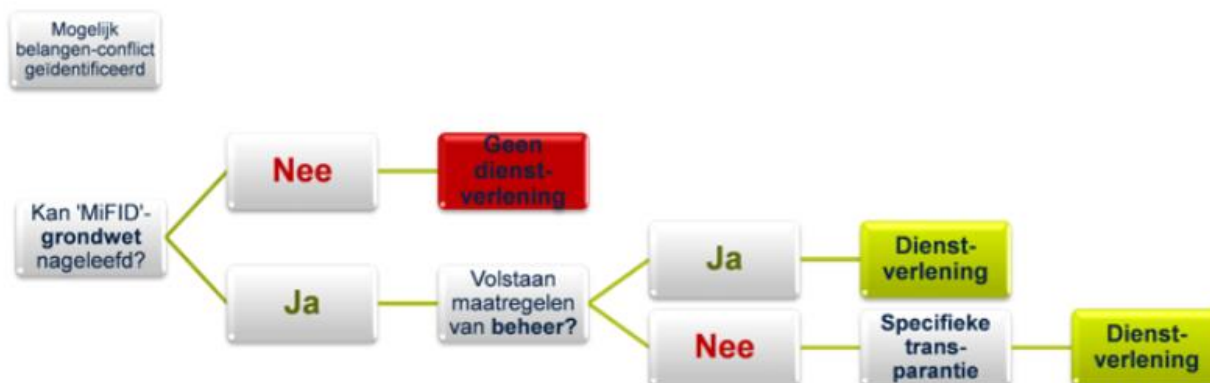 Mogelijk
belangen-conflict
geïdentificeerd
Kan 'MiFID'-
grondwet
nageleefd?
Nee
Geen
dienst-
verlening
Ja
Volstaan
maatregelen
van beheer?
Ja
Dienst-
verlening
Nee
Specifieke
trans-
parantie
Dienst-
verlening